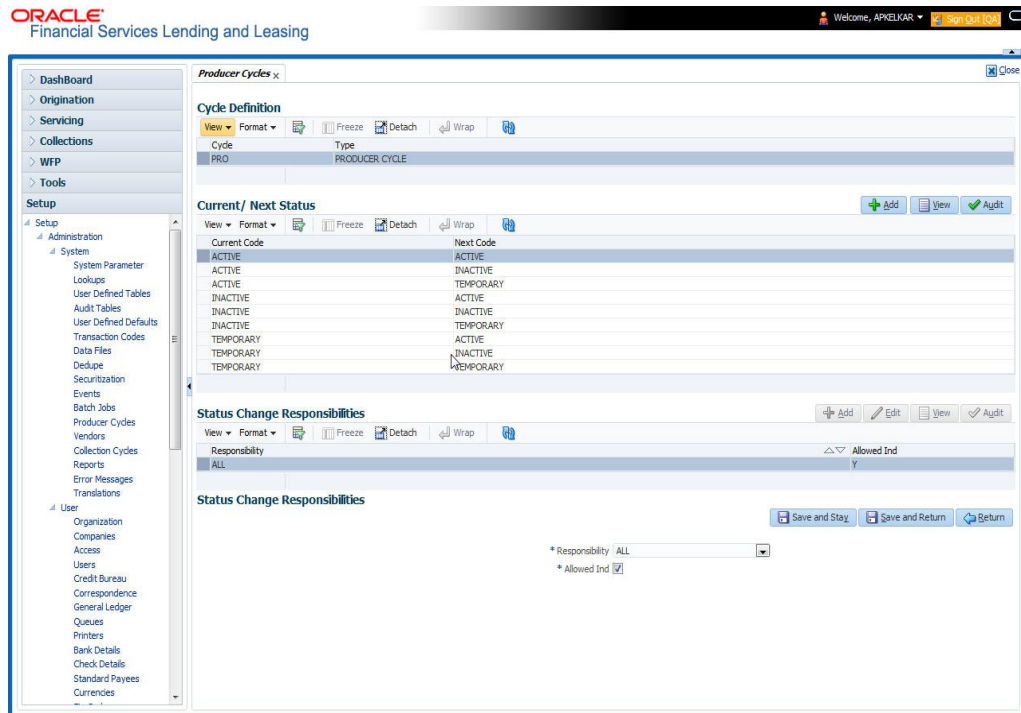 ORACLE'
Financial Services Lending and Leasing
Welcome, APKELKAR
Sign Out [QA]
DashBoard
Origination
Servicing
Collections
WFP
Tools
Setup
Setup
Administration
System
System Parameter
Lookups
User Defined Tables
Audit Tables
User Defined Defaults
Transaction Codes
Data Files
Dedupe
Securitization
Events
Batch Jobs
Producer Cycles
Vendors
Collection Cycles
Reports
Error Messages
Translations
User
Organization
Companies
Access
Users
Credit Bureau
Correspondence
General Ledger
Queues
Printers
Bank Details
Check Details
Standard Payees
Currencies
Producer Cycles x
Close
Cycle Definition
View Format Freeze Detach Wrap
Cycle Type
PRO PRODUCER CYCLE
Current/ Next Status
Add View Audit
View Format Freeze Detach Wrap
Current Code Next Code
ACTIVE ACTIVE
ACTIVE INACTIVE
ACTIVE TEMPORARY
INACTIVE ACTIVE
INACTIVE INACTIVE
INACTIVE TEMPORARY
TEMPORARY ACTIVE
TEMPORARY INACTIVE
TEMPORARY TEMPORARY
Status Change Responsibilities
Add Edit View Audit
View Format Freeze Detach Wrap
Responsibility Allowed Ind
ALL Y
Status Change Responsibilities
Save and Stay Save and Return Return
* Responsibility ALL
* Allowed Ind